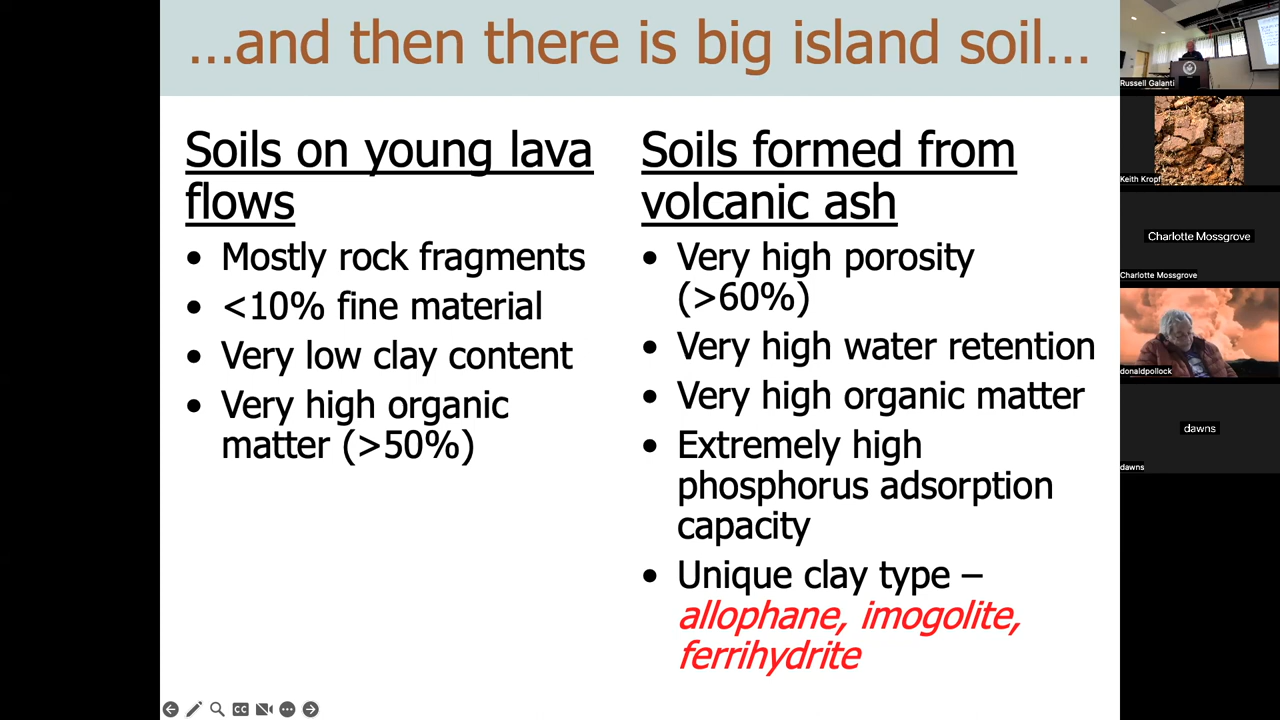 ...and then there is big island soil...
Soils on young lava
flows
• Mostly rock fragments
• <10% fine material
• Very low clay content
• Very high organic
matter (>50%)
Soils formed from
volcanic ash
• Very high porosity
(>60%)
• Very high water retention
• Very high organic matter
• Extremely high
phosphorus adsorption
capacity
• Unique clay type –
allophane, imogolite,
ferrihydrite
Russell Galanti
Keith Kropf
Charlotte Mossgrove
Charlotte Mossgrove
donaldpollock
dawns
dawns
CC